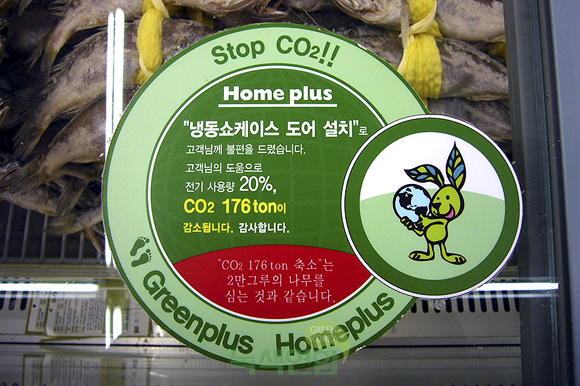 Stop CO2!!
Home plus
"냉동쇼케이스 도어 설치"로
고객님께 불편을 드렸습니다.
고객님의 도움으로
전기 사용량 20%,
CO2 176ton이
감소됩니다. 감사합니다.
"CO2 176ton 축소"는
2만그루의 나무를
심는 것과 같습니다.
Greenplus Homeplus
GREEN